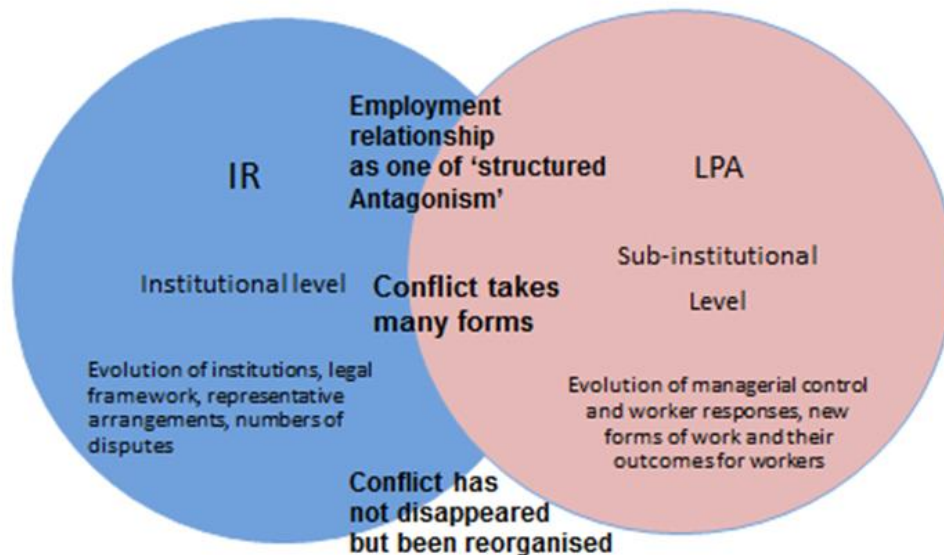 IR
Institutional level
Evolution of institutions, legal
framework, representative
arrangements, numbers of
disputes
Employment
relationship
as one of ‘structured
Antagonism’
Conflict takes
many forms
Conflict has
not disappeared
but been reorganised
LPA
Sub-institutional
Level
Evolution of managerial control
and worker responses, new
forms of work and their
outcomes for workers